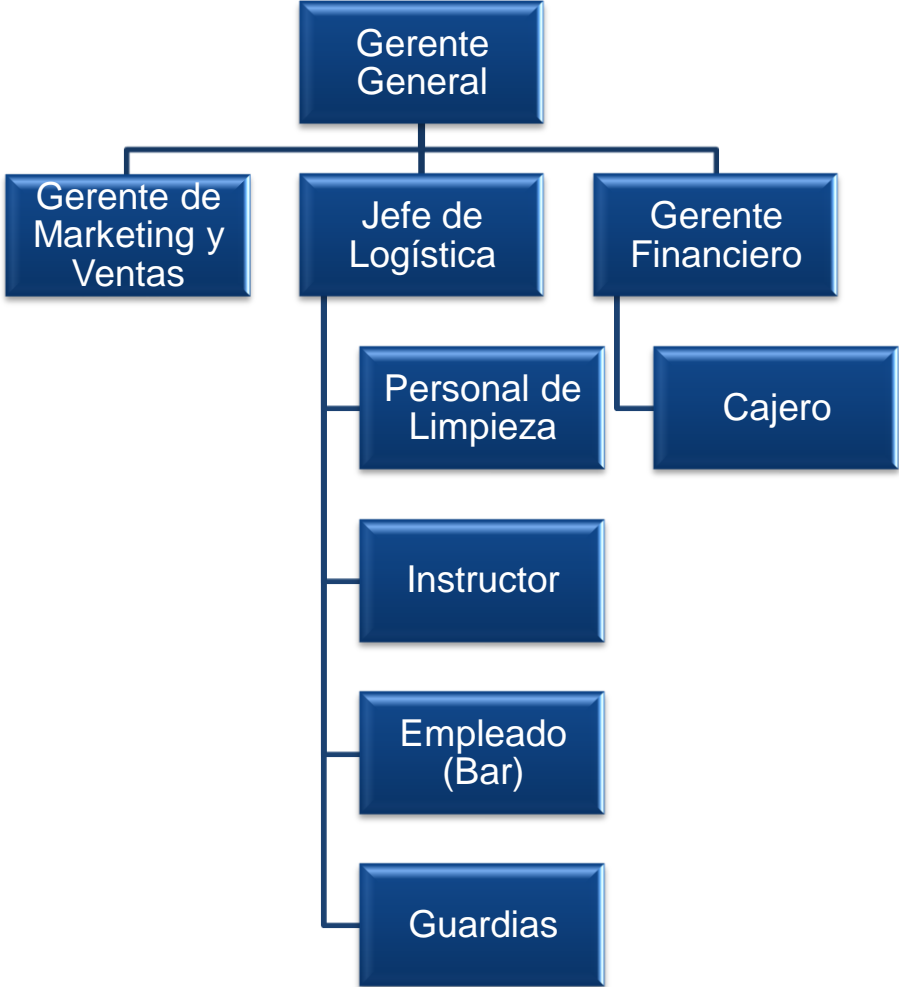 Gerente
General
Gerente de
Marketing y
Ventas
Jefe de
Logística
Gerente
Financiero
Personal de
Limpieza
Cajero
Instructor
Empleado
(Bar)
Guardias